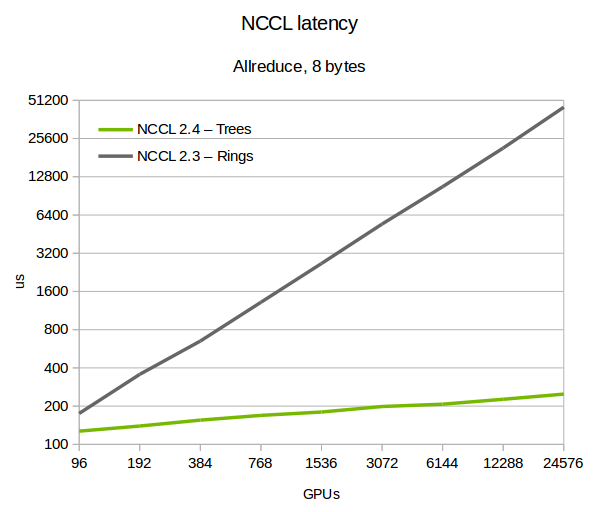 NCCL latency
Allreduce, 8 bytes
51200
25600
12800
6400
3200
1600
800
400
200
100
us
NCCL 2.4 – Trees
NCCL 2.3 – Rings
96 192 384 768 1536 3072 6144 12288 24576
GPUs